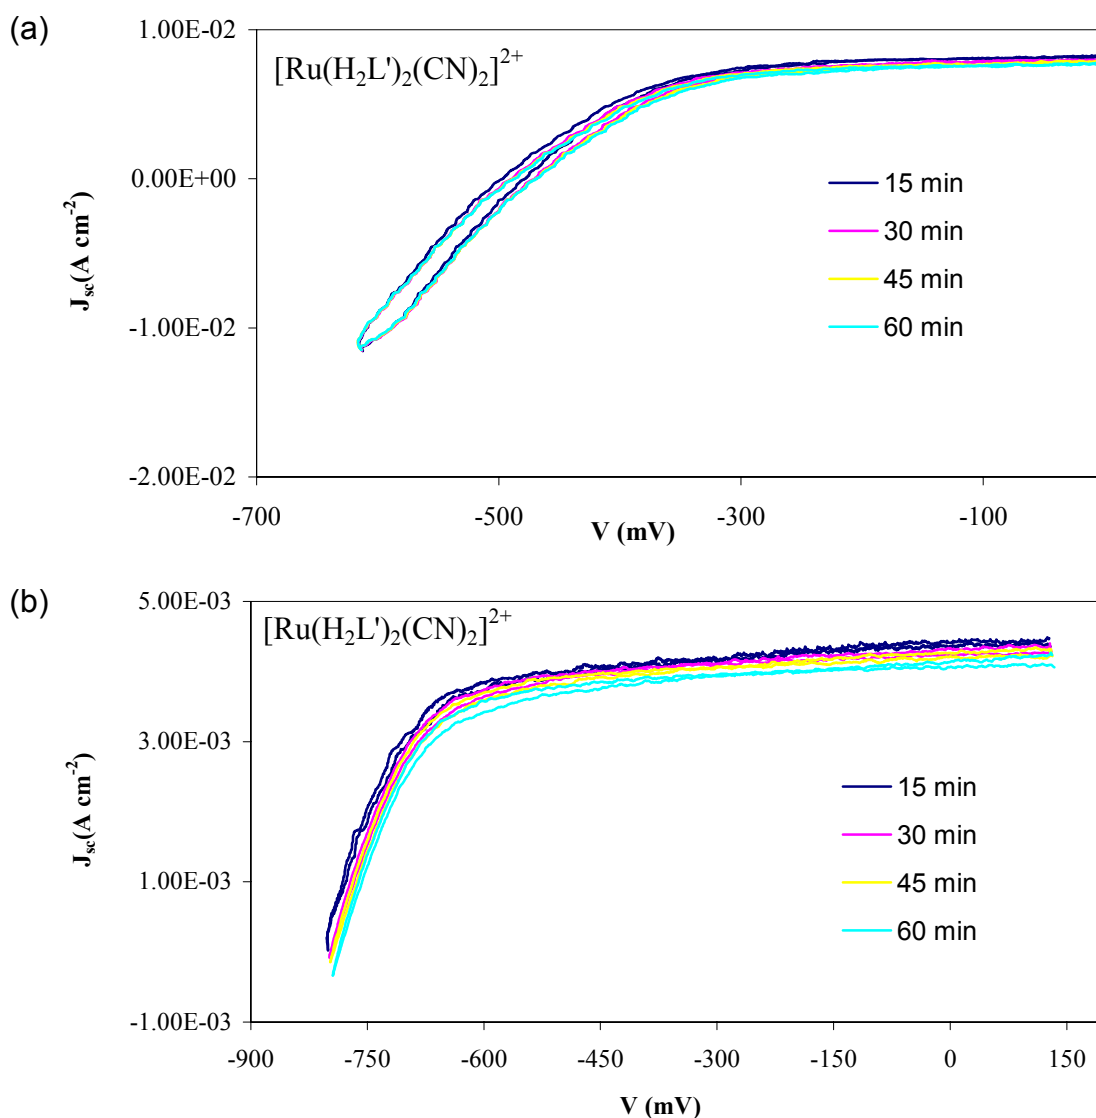 (a)
1.00E-02
[Ru(H₂L')₂(CN)₂]²⁺
0.00E+00
-1.00E-02
-2.00E-02
J_sc(A cm⁻²)
15 min
30 min
45 min
60 min
-700 -500 -300 -100
V (mV)
(b)
5.00E-03
[Ru(H₂L')₂(CN)₂]²⁺
3.00E-03
1.00E-03
-1.00E-03
J_sc(A cm⁻²)
15 min
30 min
45 min
60 min
-900 -750 -600 -450 -300 -150 0 150
V (mV)